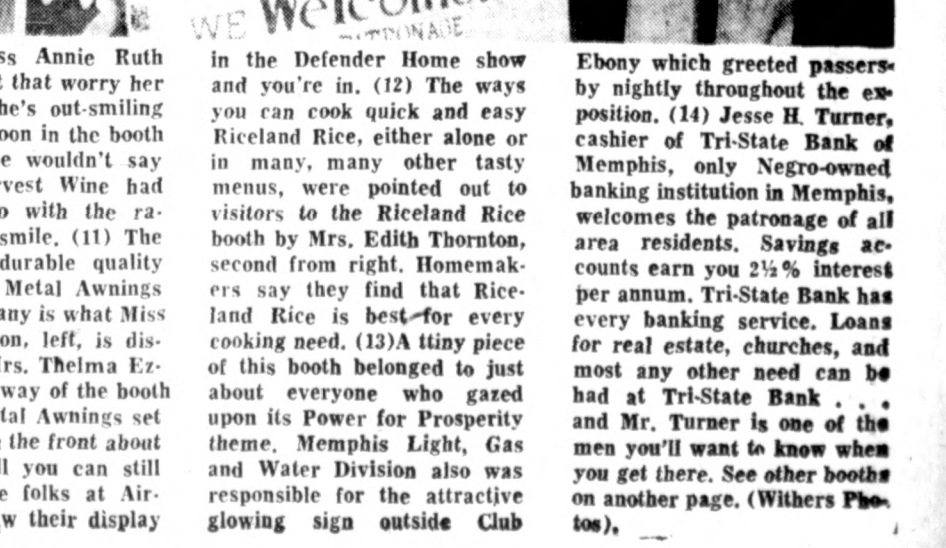 WE Welcome
PATRONAGE
ss Annie Ruth
t that worry her
he's out-smiling
oon in the booth
e wouldn't say
vest Wine had
o with the ra-
smile. (11) The
durable quality
Metal Awnings
any is what Miss
on, left, is dis-
rs. Thelma Ez-
way of the booth
tal Awnings set
the front about
ll you can still
e folks at Air-
w their display
in the Defender Home show
and you're in. (12) The ways
you can cook quick and easy
Riceland Rice, either alone or
in many, many other tasty
menus, were pointed out to
visitors to the Riceland Rice
booth by Mrs. Edith Thornton,
second from right. Homemak-
ers say they find that Rice-
land Rice is best for every
cooking need. (13)A ttiny piece
of this booth belonged to just
about everyone who gazed
upon its Power for Prosperity
theme. Memphis Light, Gas
and Water Division also was
responsible for the attractive
glowing sign outside Club
Ebony which greeted passers-
by nightly throughout the ex-
position. (14) Jesse H. Turner,
cashier of Tri-State Bank of
Memphis, only Negro-owned
banking institution in Memphis,
welcomes the patronage of all
area residents. Savings ac-
counts earn you 2½% interest
per annum. Tri-State Bank has
every banking service. Loans
for real estate, churches, and
most any other need can be
had at Tri-State Bank . . .
and Mr. Turner is one of the
men you'll want to know when
you get there. See other booths
on another page. (Withers Pho-
tos).